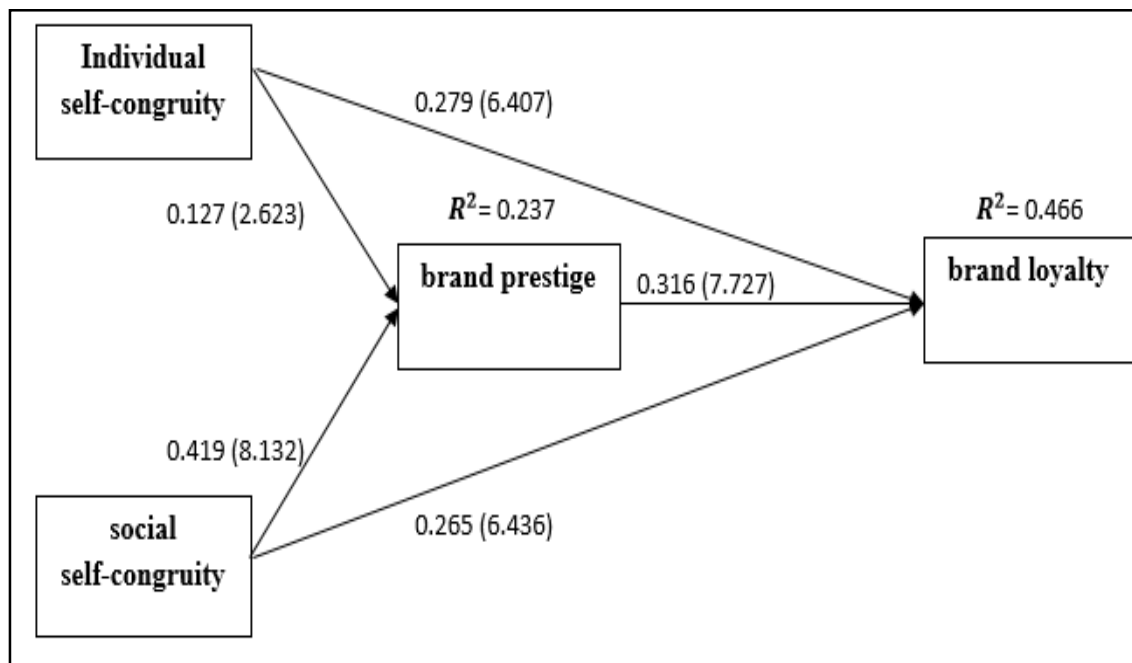 Individual
self-congruity
0.279 (6.407)
0.127 (2.623)
R²= 0.237
R²= 0.466
brand prestige
0.316 (7.727)
brand loyalty
0.419 (8.132)
0.265 (6.436)
social
self-congruity